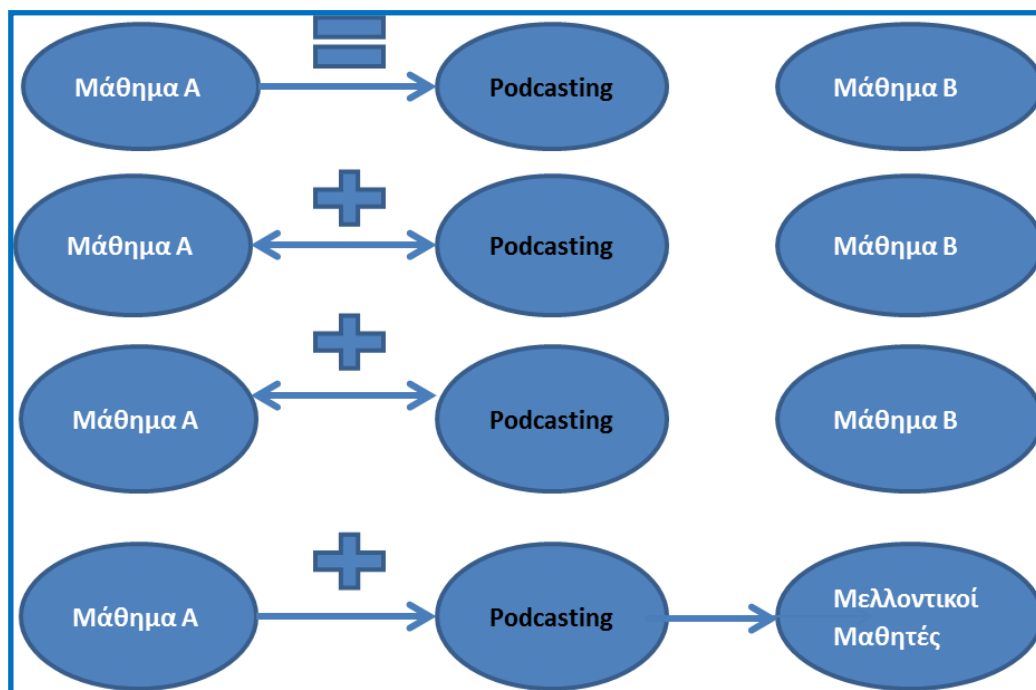 Μάθημα Α
Podcasting
Μάθημα Β
Μάθημα Α
Podcasting
Μάθημα Β
Μάθημα Α
Podcasting
Μάθημα Β
Μάθημα Α
Podcasting
Μελλοντικοί
Μαθητές